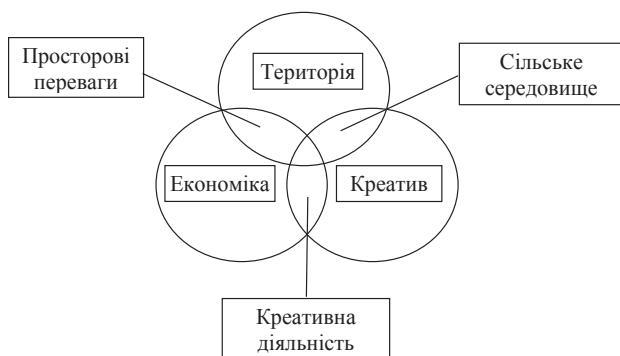 Просторові
переваги
Територія
Сільське
середовище
Економіка
Креатив
Креативна
діяльність